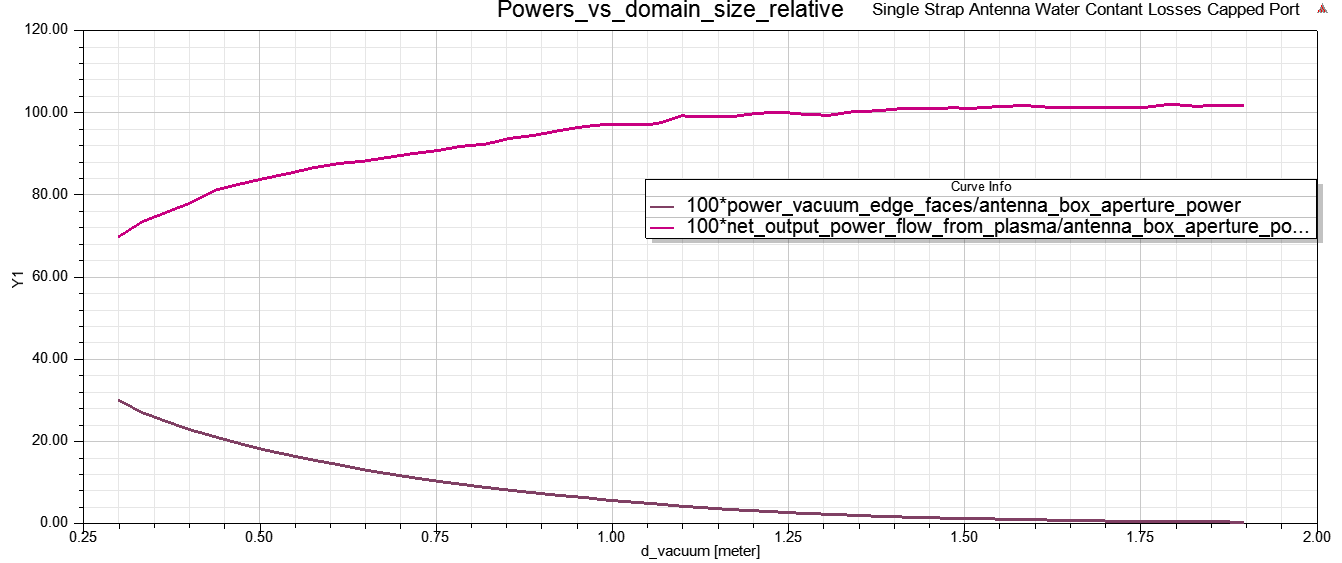 Powers_vs_domain_size_relative
Single Strap Antenna Water Contant Losses Capped Port
120.00
100.00
80.00
60.00
40.00
20.00
0.00
Y1
Curve Info
100*power_vacuum_edge_faces/antenna_box_aperture_power
100*net_output_power_flow_from_plasma/antenna_box_aperture_po...
0.25 0.50 0.75 1.00 1.25 1.50 1.75 2.00
d_vacuum [meter]